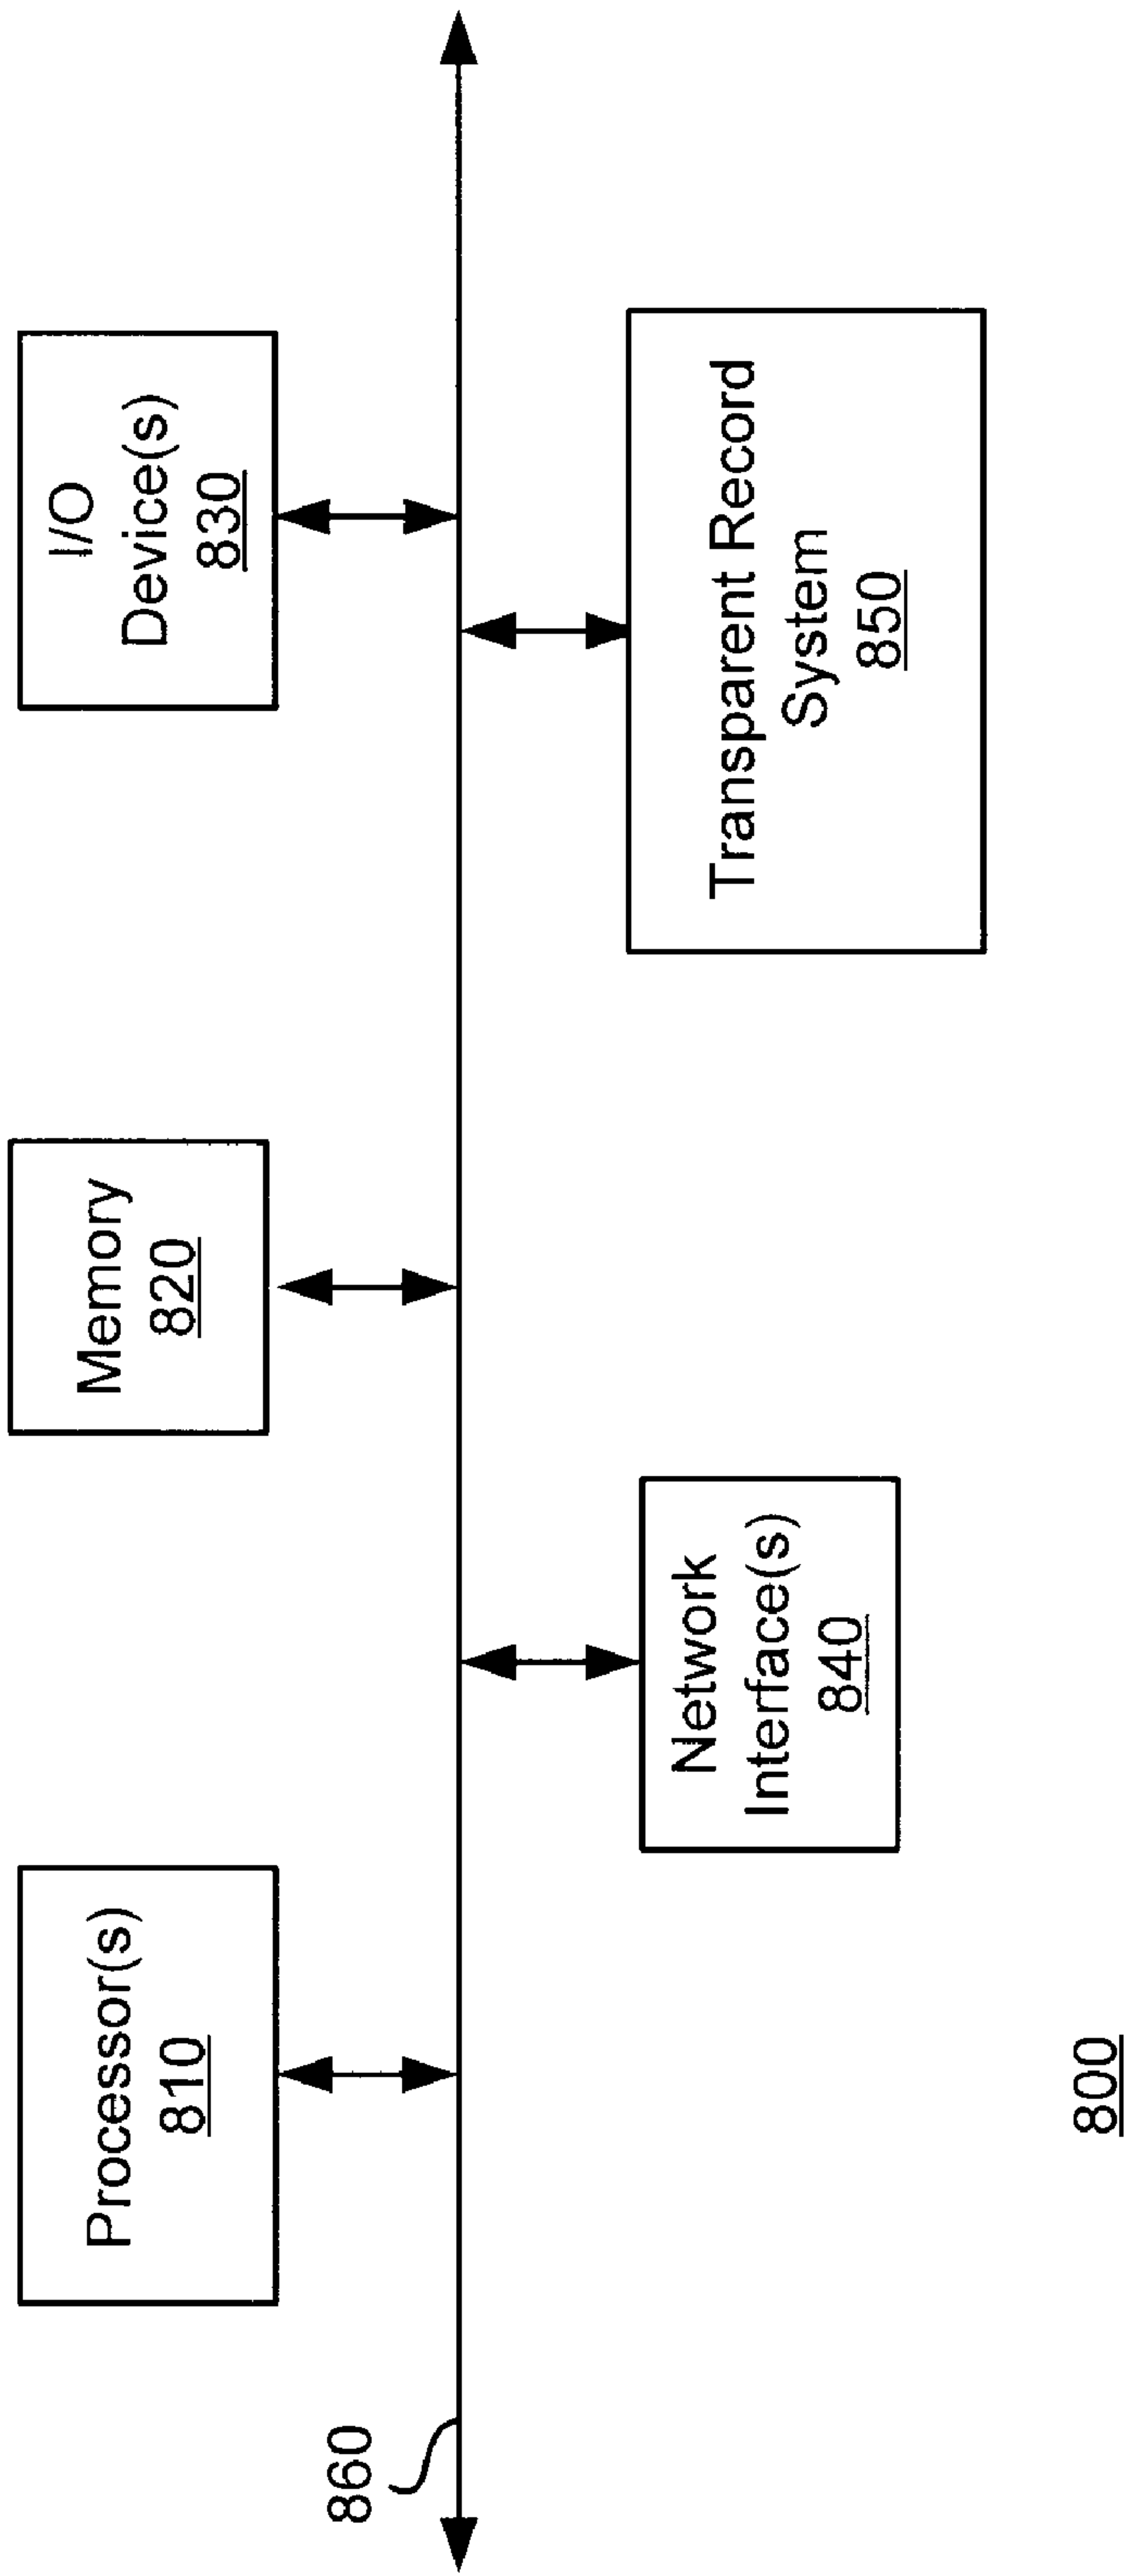 Processor(s)
810
Memory
820
I/O
Device(s)
830
860
Network
Interface(s)
840
Transparent Record
System
850
800